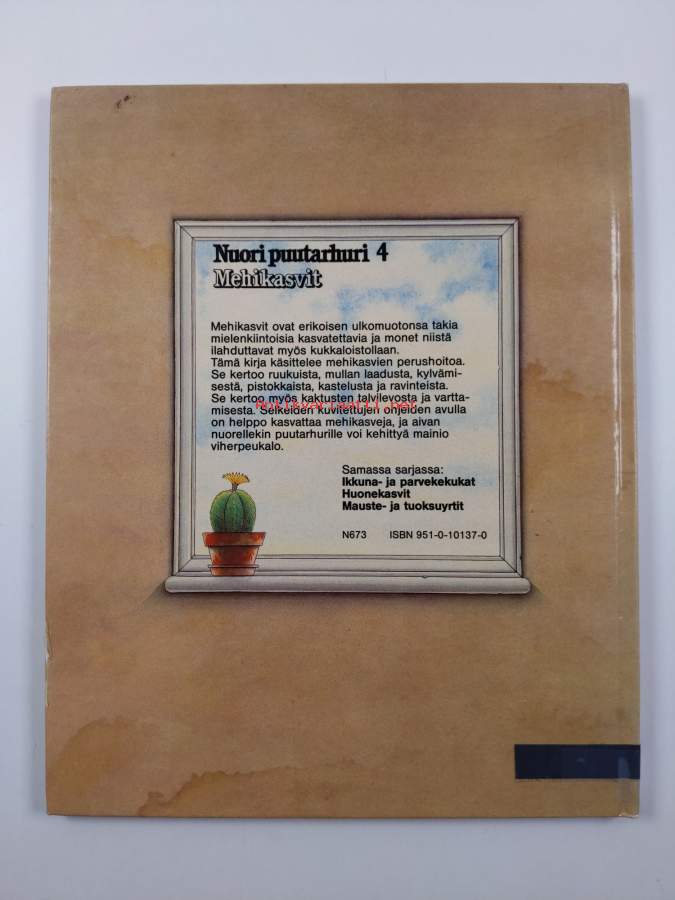 Nuori puutarhuri 4
Mehikasvit
Mehikasvit ovat erikoisen ulkomuotonsa takia
mielenkiintoisia kasvatettavia ja monet niistä
ilahduttavat myös kukkaloistollaan.
Tämä kirja käsittelee mehikasvien perushoitoa.
Se kertoo ruukuista, mullan laadusta, kylvämi-
sestä, pistokkaista, kastelusta ja ravinteista.
Se kertoo myös kaktusten talvilevosta ja vartta-
antikvariaatti.net
misesta. Selkeiden kuvitettujen ohjeiden avulla
on helppo kasvattaa mehikasveja, ja aivan
nuorellekin puutarhurille voi kehittyä mainio
viherpeukalo.
Samassa sarjassa:
Ikkuna- ja parvekekukat
Huonekasvit
Mauste- ja tuoksuyrtit
N673 ISBN 951-0-10137-0